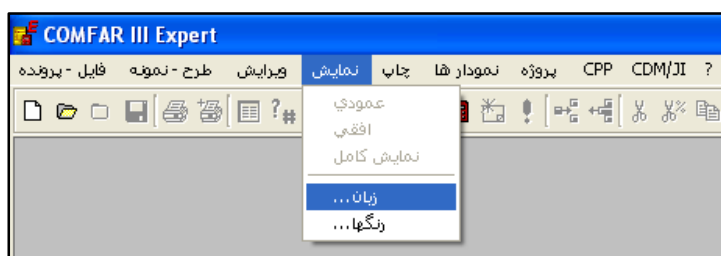 COMFAR III Expert
فایل - پرونده طرح - نمونه ویرایش نمایش چاپ نمودار ها پروژه CPP CDM/JI ?
عمودي
افقي
نمایش کامل
زبان...
رنگها...